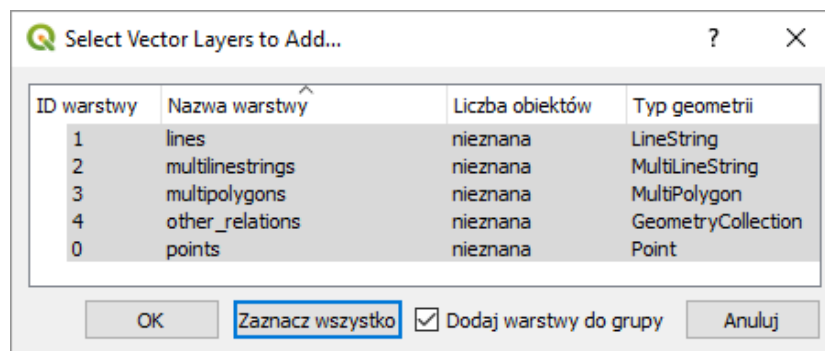 Select Vector Layers to Add... ? X
ID warstwy Nazwa warstwy Liczba obiektów Typ geometrii
1 lines nieznana LineString
2 multilinestrings nieznana MultiLineString
3 multipolygons nieznana MultiPolygon
4 other_relations nieznana GeometryCollection
0 points nieznana Point
OK Zaznacz wszystko Dodaj warstwy do grupy Anuluj